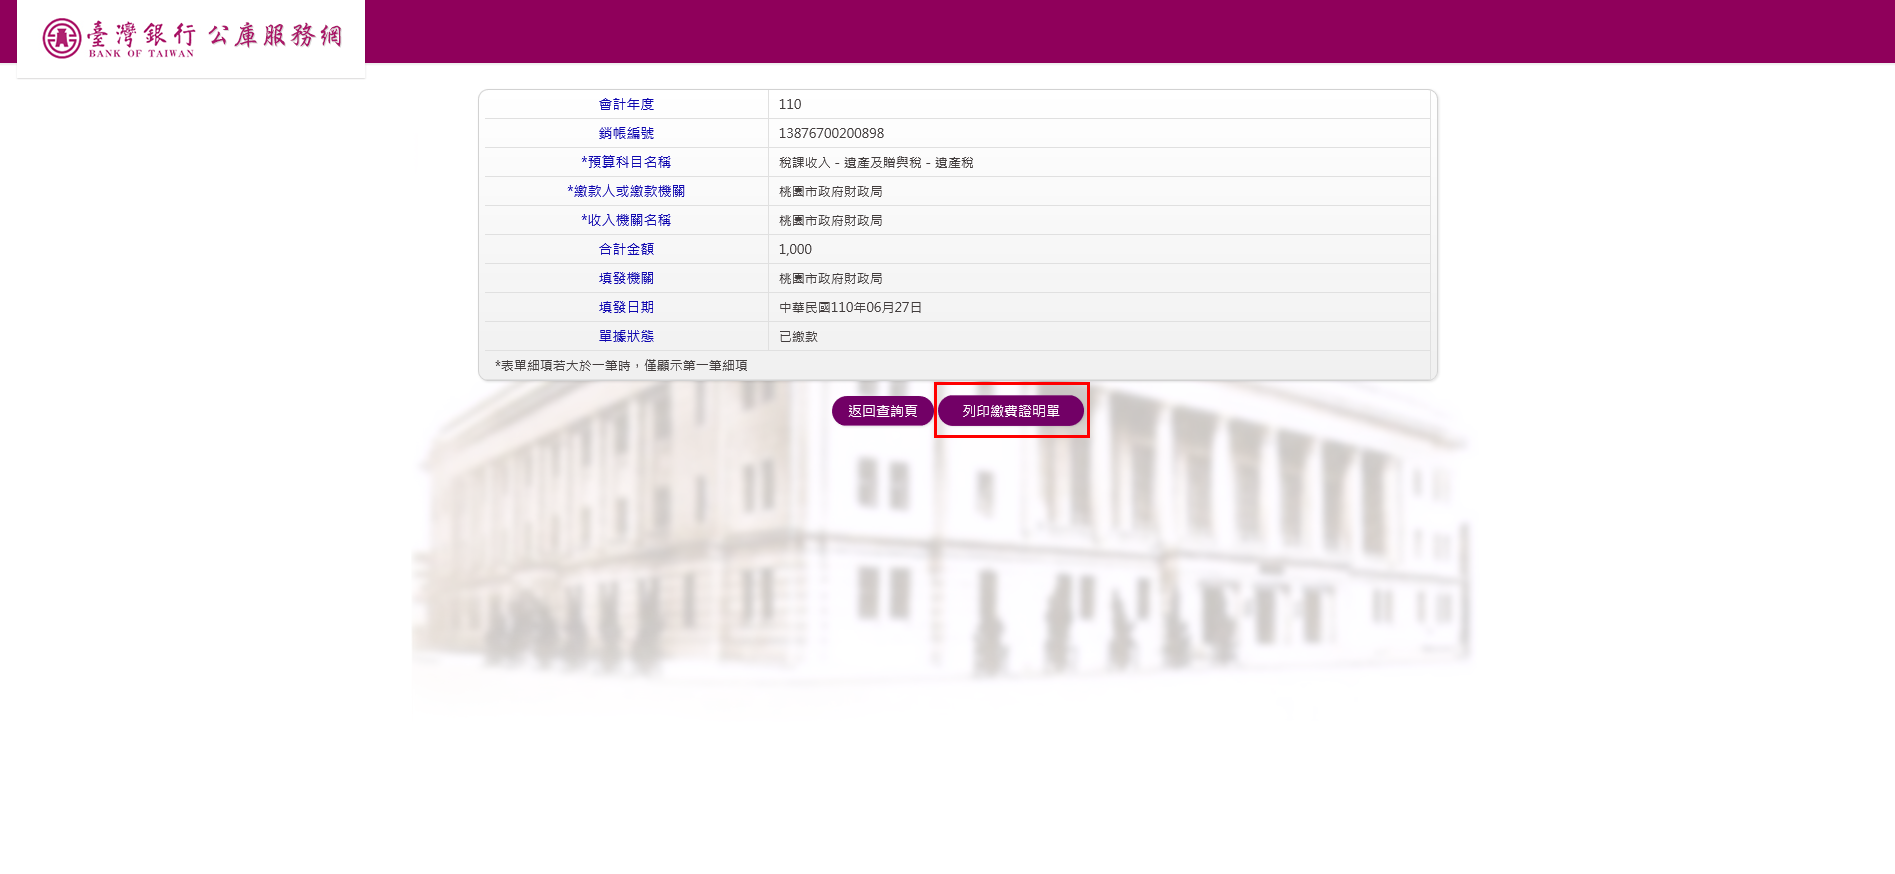 臺灣銀行 公庫服務網
BANK OF TAIWAN
會計年度 110
銷帳編號 13876700200898
*預算科目名稱 稅課收入 - 遺產及贈與稅 - 遺產稅
*繳款人或繳款機關 桃園市政府財政局
*收入機關名稱 桃園市政府財政局
合計金額 1,000
填發機關 桃園市政府財政局
填發日期 中華民國110年06月27日
單據狀態 已繳款
*表單細項若大於一筆時，僅顯示第一筆細項
返回查詢頁 列印繳費證明單